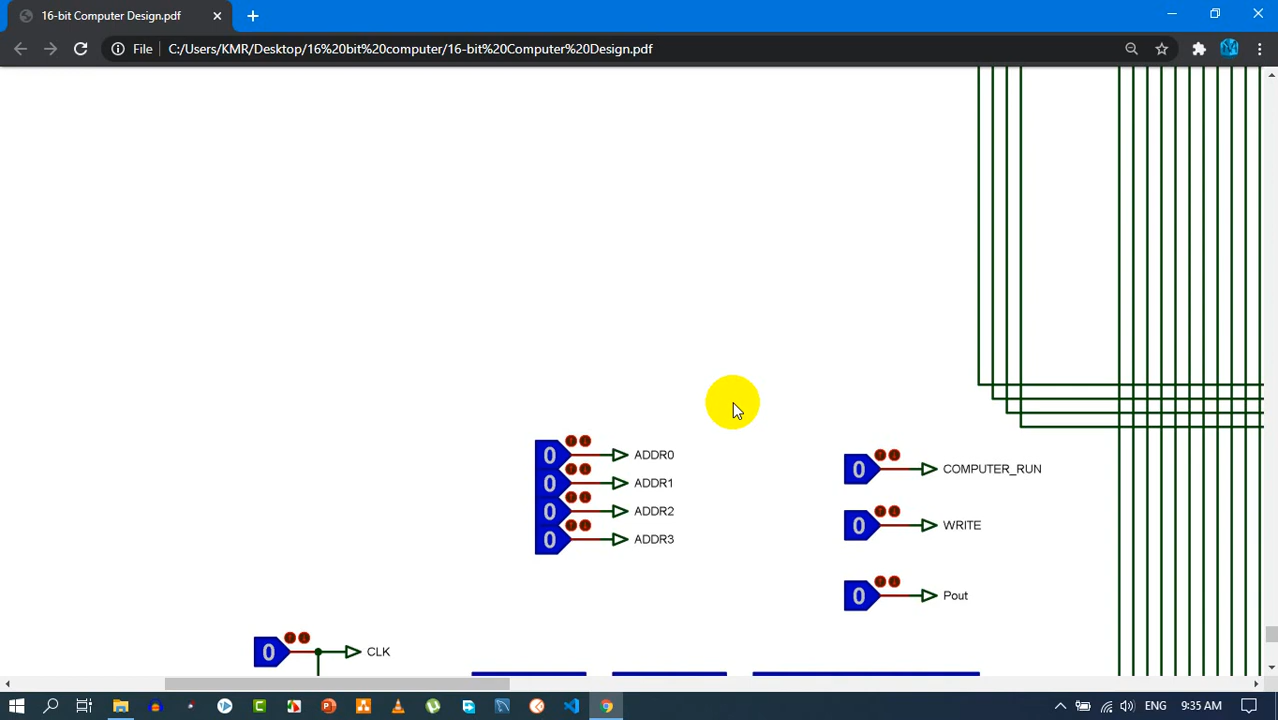 16-bit Computer Design.pdf
File C:/Users/KMR/Desktop/16%20bit%20computer/16-bit%20Computer%20Design.pdf
0 ADDR0
0 ADDR1
0 ADDR2
0 ADDR3
0 COMPUTER_RUN
0 WRITE
0 Pout
0 CLK
ENG 9:35 AM